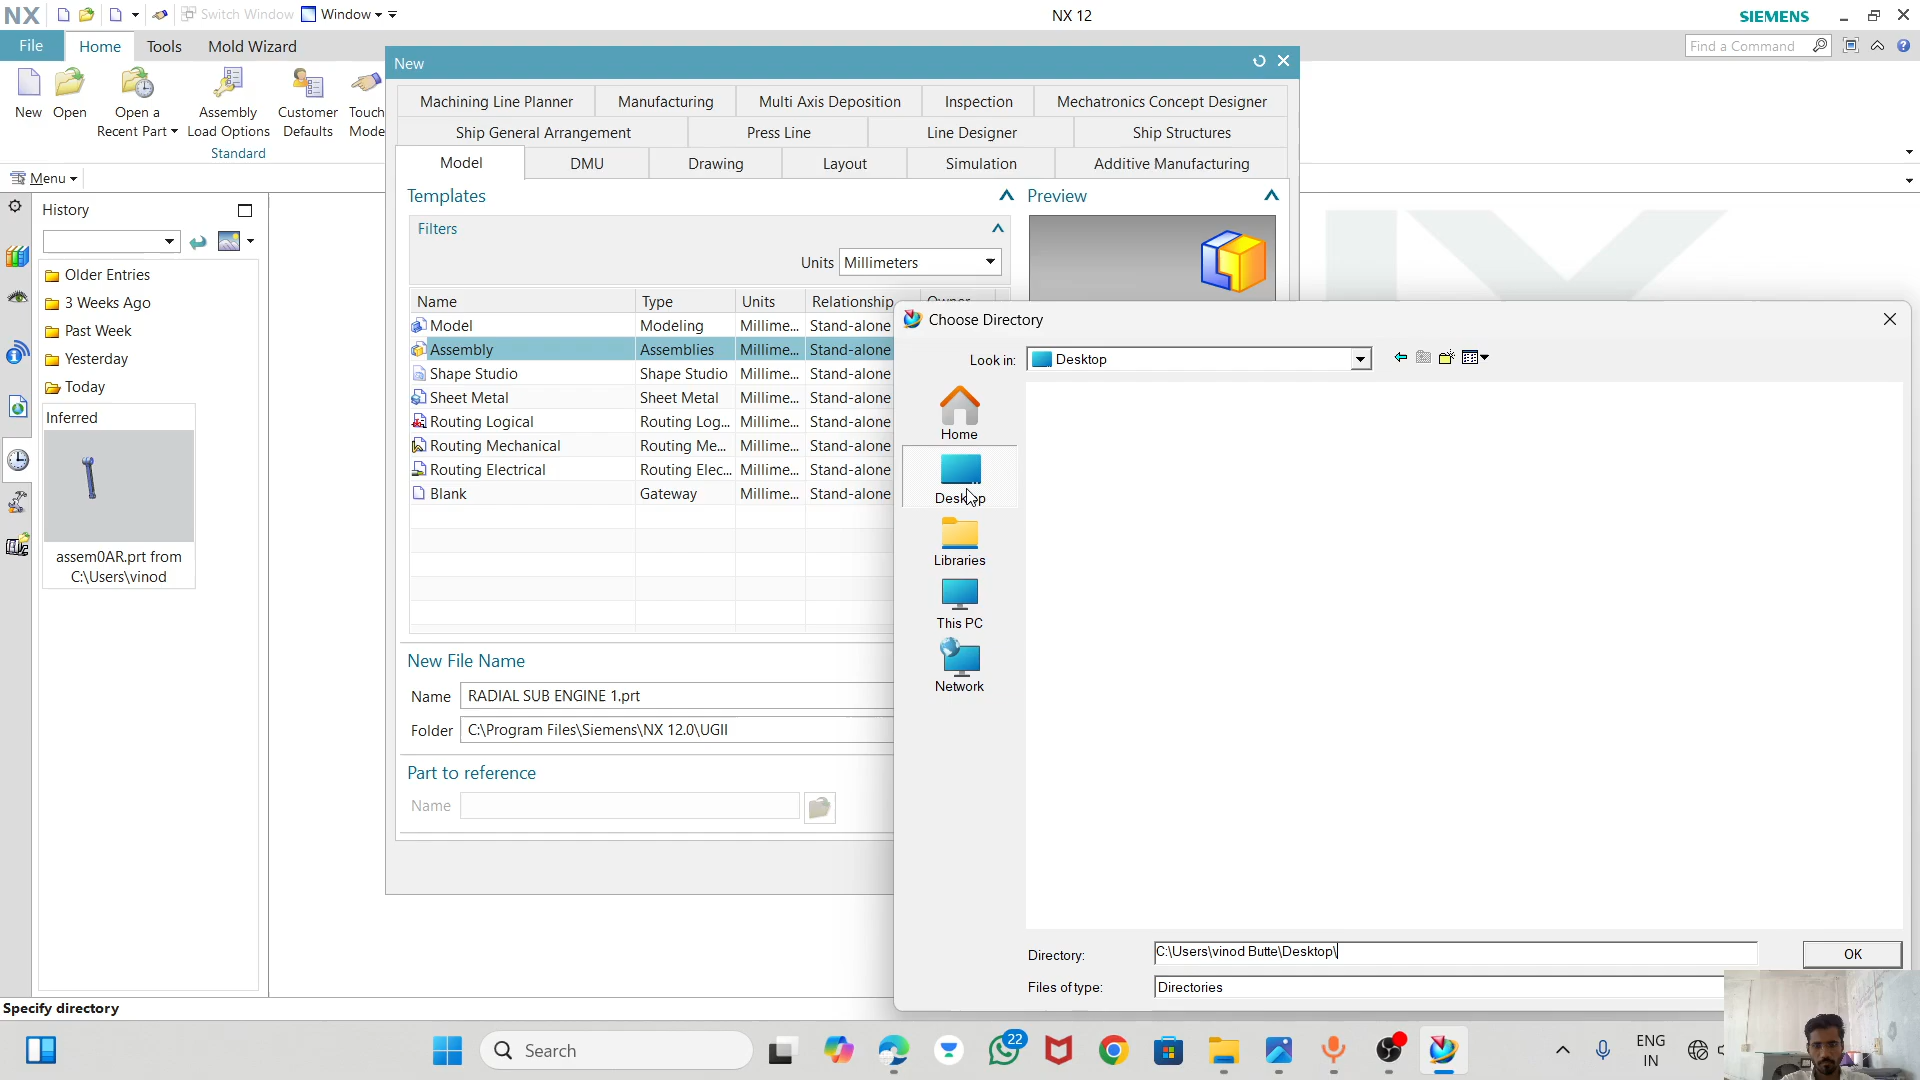 NX
Switch Window
Window
NX 12
SIEMENS
File
Home
Tools
Mold Wizard
Find a Command
New
Open
Open a
Recent Part
Assembly
Load Options
Customer
Defaults
Touch
Mode
Standard
Menu
History
Older Entries
3 Weeks Ago
Past Week
Yesterday
Today
Inferred
assem0AR.prt from
C:\Users\vinod
New
Machining Line Planner
Manufacturing
Multi Axis Deposition
Inspection
Mechatronics Concept Designer
Ship General Arrangement
Press Line
Line Designer
Ship Structures
Model
DMU
Drawing
Layout
Simulation
Additive Manufacturing
Templates
Preview
Filters
Units
Millimeters
Name Type Units Relationship Owner
Model Modeling Millime... Stand-alone
Assembly Assemblies Millime... Stand-alone
Shape Studio Shape Studio Millime... Stand-alone
Sheet Metal Sheet Metal Millime... Stand-alone
Routing Logical Routing Log... Millime... Stand-alone
Routing Mechanical Routing Me... Millime... Stand-alone
Routing Electrical Routing Elec... Millime... Stand-alone
Blank Gateway Millime... Stand-alone
New File Name
Name RADIAL SUB ENGINE 1.prt
Folder C:\Program Files\Siemens\NX 12.0\UGII
Part to reference
Name
Choose Directory
Look in: Desktop
Home
Desktop
Libraries
This PC
Network
Directory: C:\Users\vinod Butte\Desktop\
OK
Files of type: Directories
Specify directory
Search
22
ENG
IN